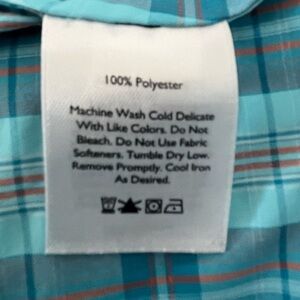 100% Polyester
Machine Wash Cold Delicate
With Like Colors. Do Not
Bleach. Do Not Use Fabric
Softeners. Tumble Dry Low.
Remove Promptly. Cool Iron
As Desired.